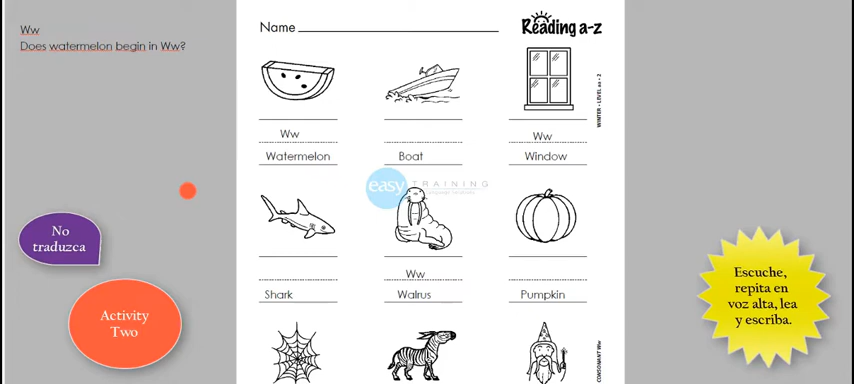 Ww
Does watermelon begin in Ww?
Name
Reading a-z
WINTER • LEVEL aa • 2
Ww
Ww
Watermelon
Boat
Window
easy TRAINING
Ww
Shark
Walrus
Pumpkin
CONSONANT Ww
No
traduzca
Activity
Two
Escuche,
repita en
voz alta, lea
y escriba.